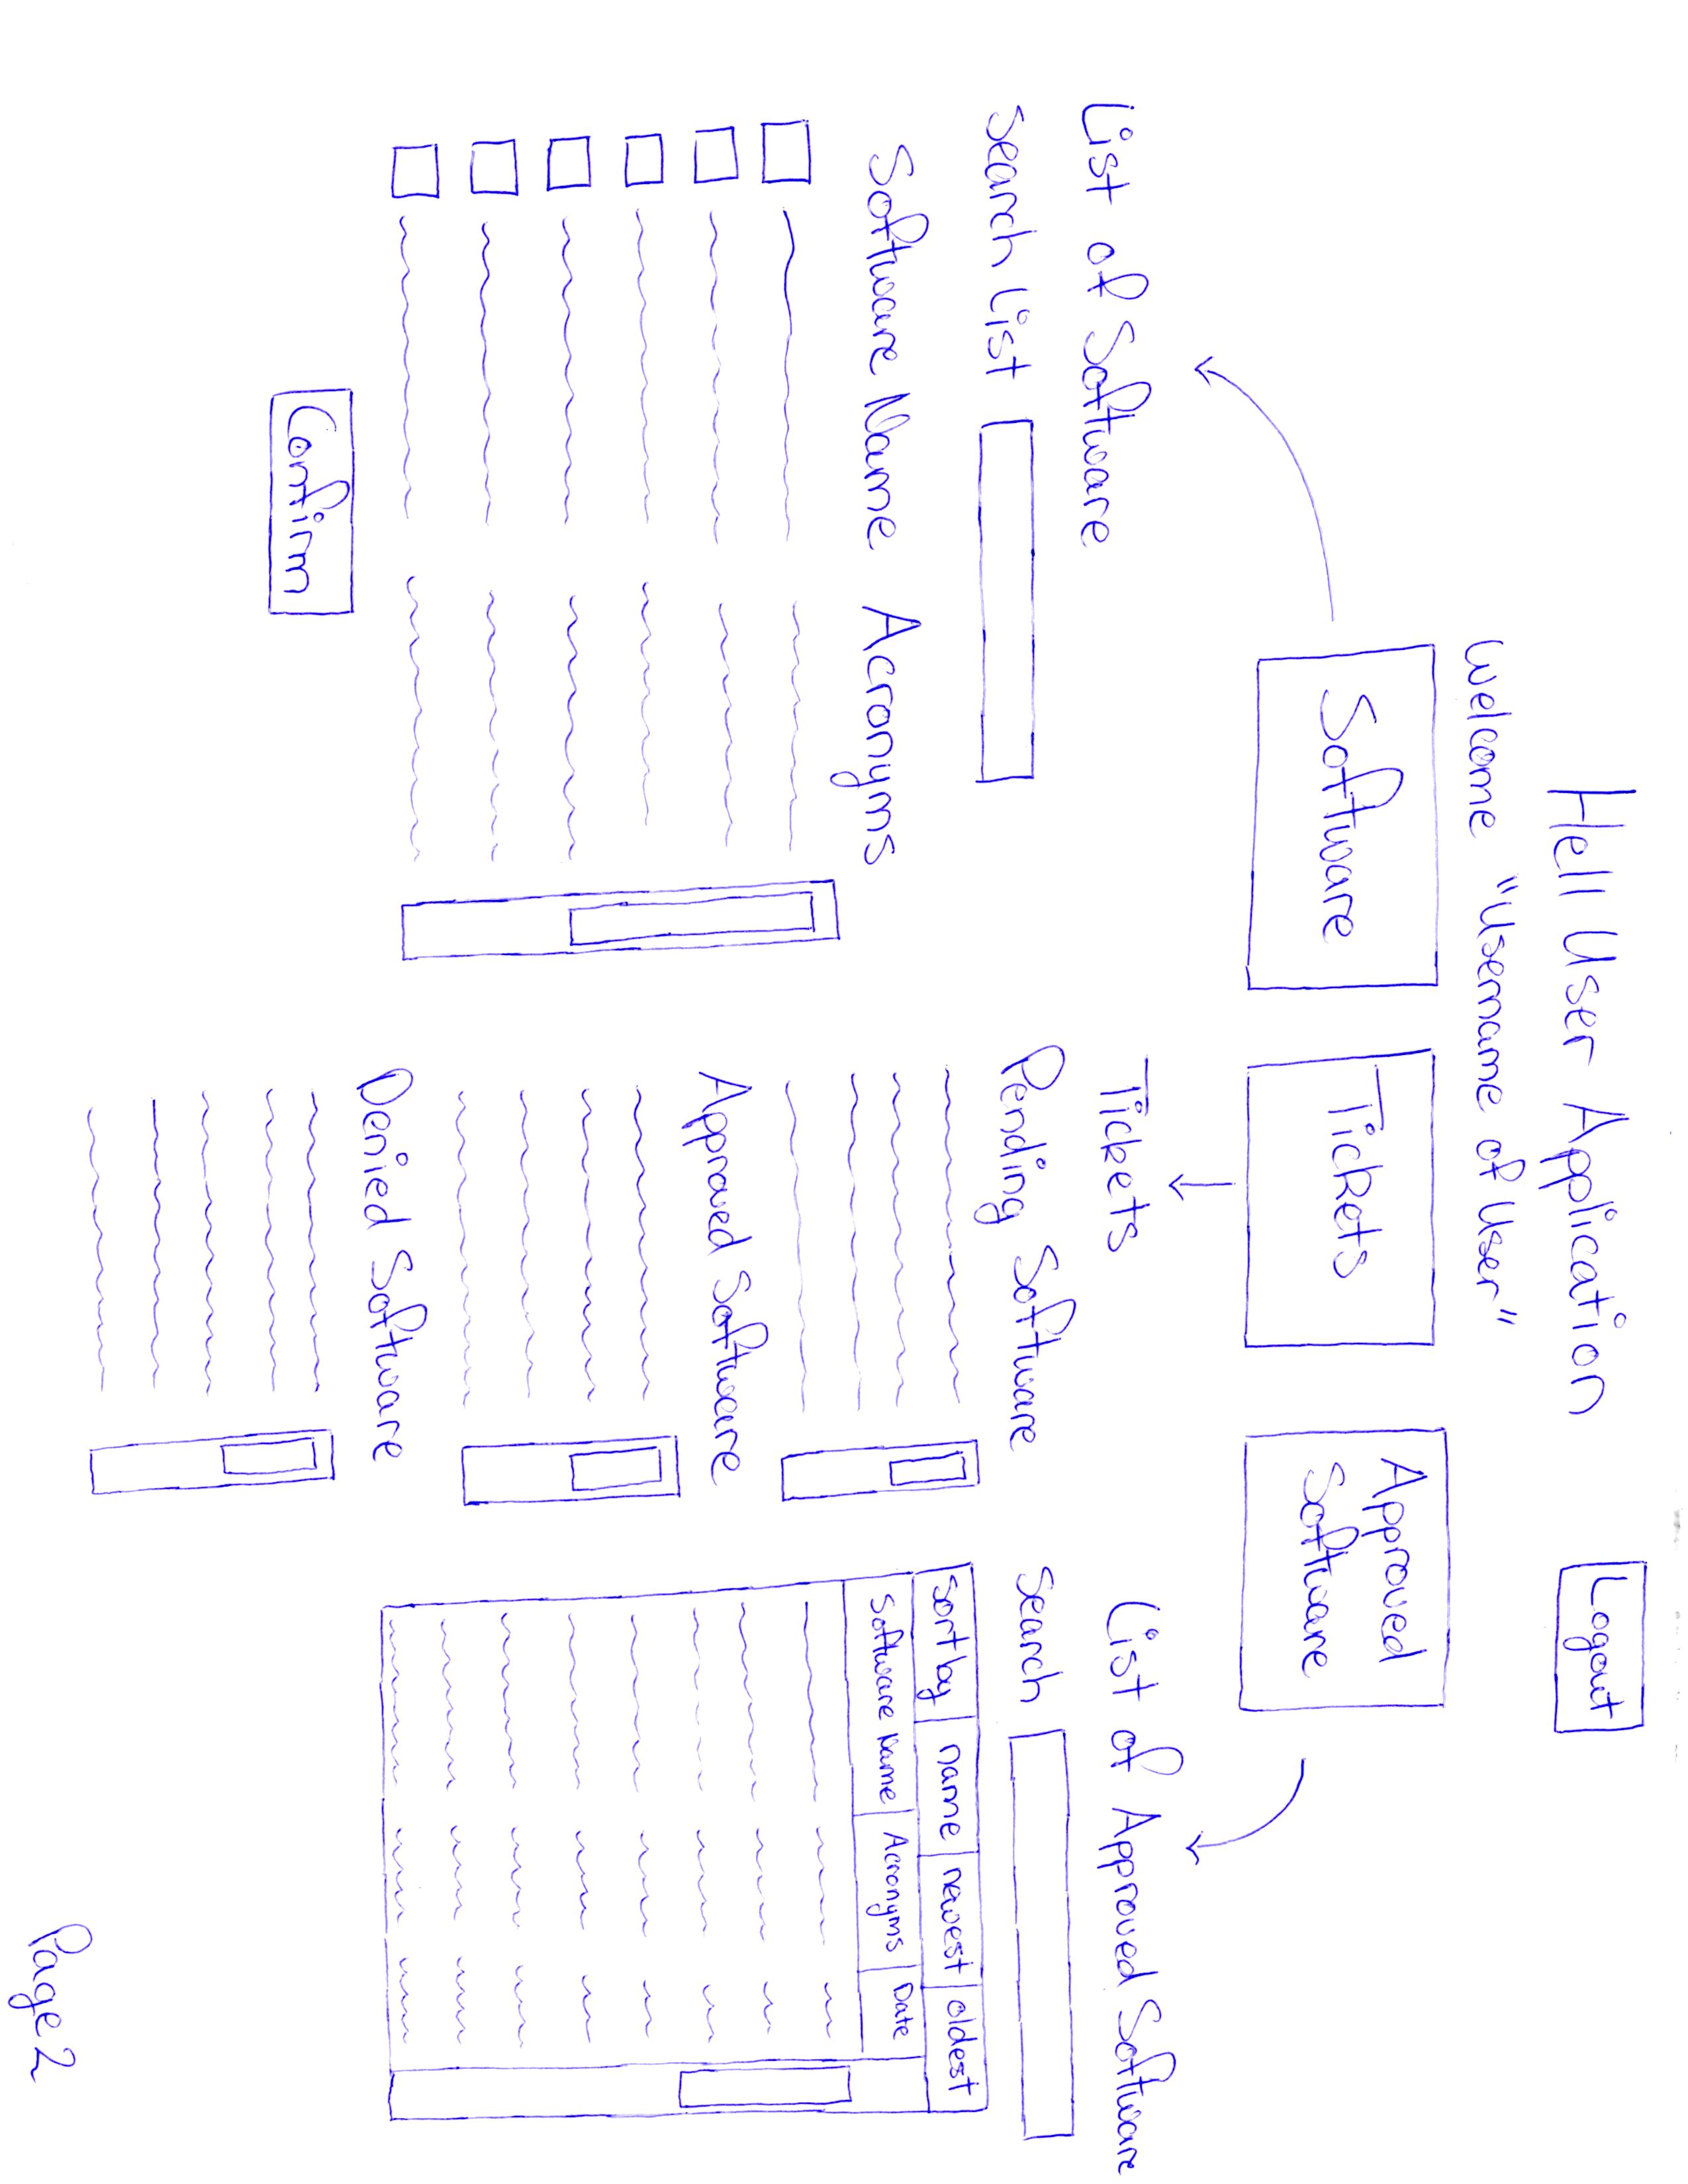 Hell User Application
Logout
Welcome "Username of User"
Software
Tickets
Approved
Software
List of Software
Search List
Software Name Acronyms
Confirm
Tickets
Pending Software
Approved Software
Denied Software
List of Approved Software
Search
Sort by name newest oldest
Software Name Acronyms Date
Page 2